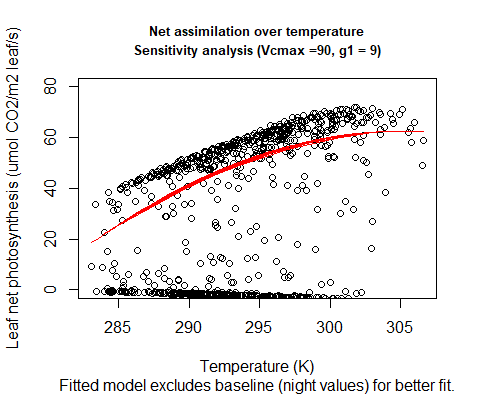 Net assimilation over temperature
Sensitivity analysis (Vcmax =90, g1 = 9)
Leaf net photosynthesis (umol CO2/m2 leaf/s)
80
60
40
20
0
285
290
295
300
305
Temperature (K)
Fitted model excludes baseline (night values) for better fit.